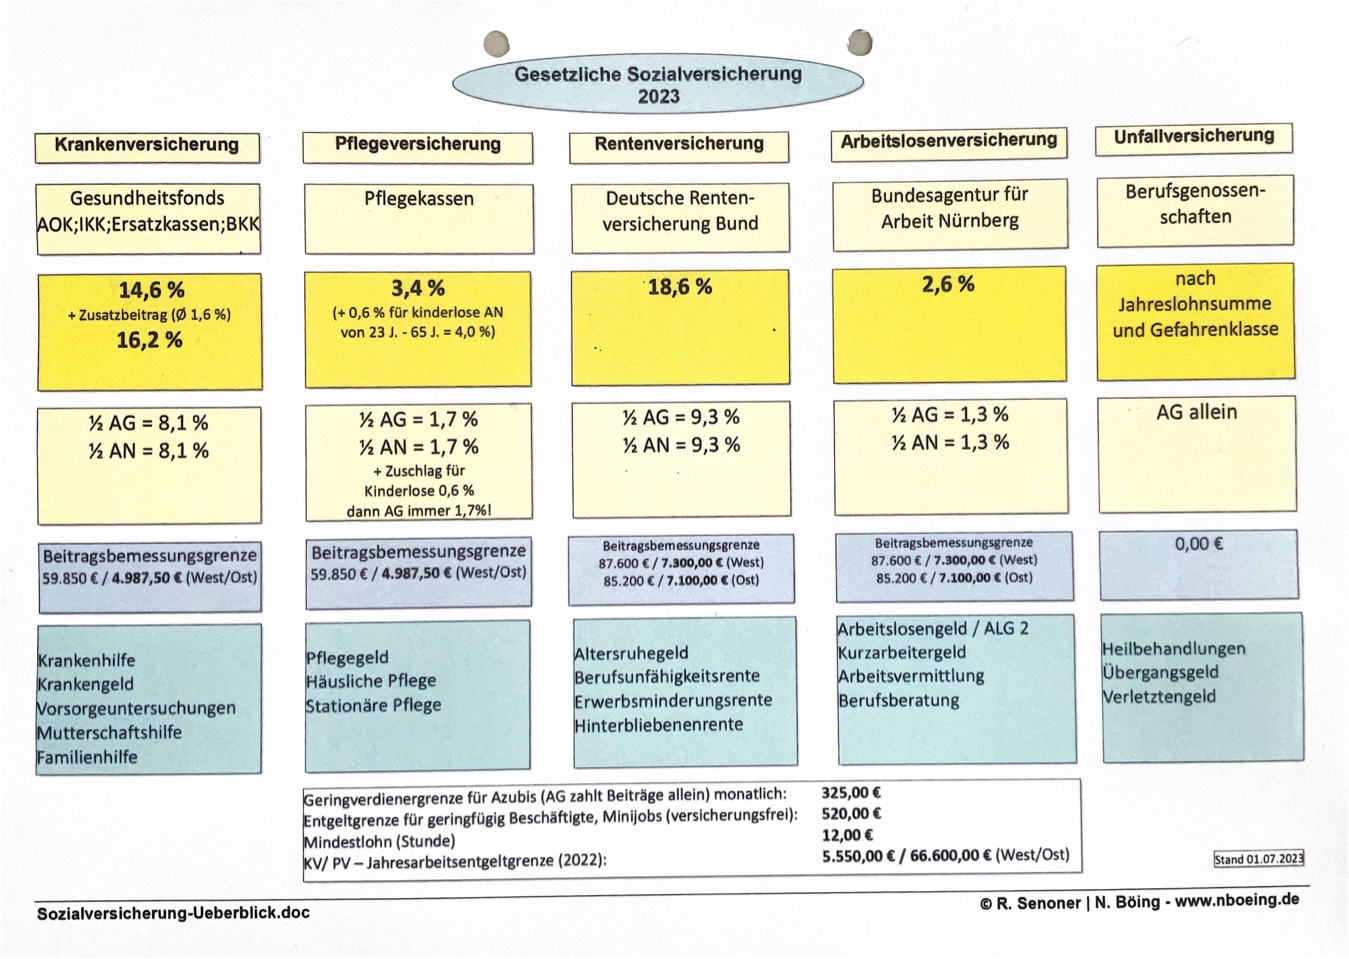 Gesetzliche Sozialversicherung
2023
Krankenversicherung
Pflegeversicherung
Rentenversicherung
Arbeitslosenversicherung
Unfallversicherung
Gesundheitsfonds
AOK;IKK;Ersatzkassen;BKK
Pflegekassen
Deutsche Renten-
versicherung Bund
Bundesagentur für
Arbeit Nürnberg
Berufsgenossen-
schaften
14,6 %
+ Zusatzbeitrag (Ø 1,6 %)
16,2 %
3,4 %
(+ 0,6 % für kinderlose AN
von 23 J. - 65 J. = 4,0 %)
18,6 %
2,6 %
nach
Jahreslohnsumme
und Gefahrenklasse
½ AG = 8,1 %
½ AN = 8,1 %
½ AG = 1,7 %
½ AN = 1,7 %
+ Zuschlag für
Kinderlose 0,6 %
dann AG immer 1,7%!
½ AG = 9,3 %
½ AN = 9,3 %
½ AG = 1,3 %
½ AN = 1,3 %
AG allein
Beitragsbemessungsgrenze
59.850 € / 4.987,50 € (West/Ost)
Beitragsbemessungsgrenze
59.850 € / 4.987,50 € (West/Ost)
Beitragsbemessungsgrenze
87.600 € / 7.300,00 € (West)
85.200 € / 7.100,00 € (Ost)
Beitragsbemessungsgrenze
87.600 € / 7.300,00 € (West)
85.200 € / 7.100,00 € (Ost)
0,00 €
Krankenhilfe
Krankengeld
Vorsorgeuntersuchungen
Mutterschaftshilfe
Familienhilfe
Pflegegeld
Häusliche Pflege
Stationäre Pflege
Altersruhegeld
Berufsunfähigkeitsrente
Erwerbsminderungsrente
Hinterbliebenenrente
Arbeitslosengeld / ALG 2
Kurzarbeitergeld
Arbeitsvermittlung
Berufsberatung
Heilbehandlungen
Übergangsgeld
Verletztengeld
Geringverdienergrenze für Azubis (AG zahlt Beiträge allein) monatlich: 325,00 €
Entgeltgrenze für geringfügig Beschäftigte, Minijobs (versicherungsfrei): 520,00 €
Mindestlohn (Stunde) 12,00 €
KV/ PV – Jahresarbeitsentgeltgrenze (2022): 5.550,00 € / 66.600,00 € (West/Ost)
Stand 01.07.2023
Sozialversicherung-Ueberblick.doc
© R. Senoner | N. Böing - www.nboeing.de